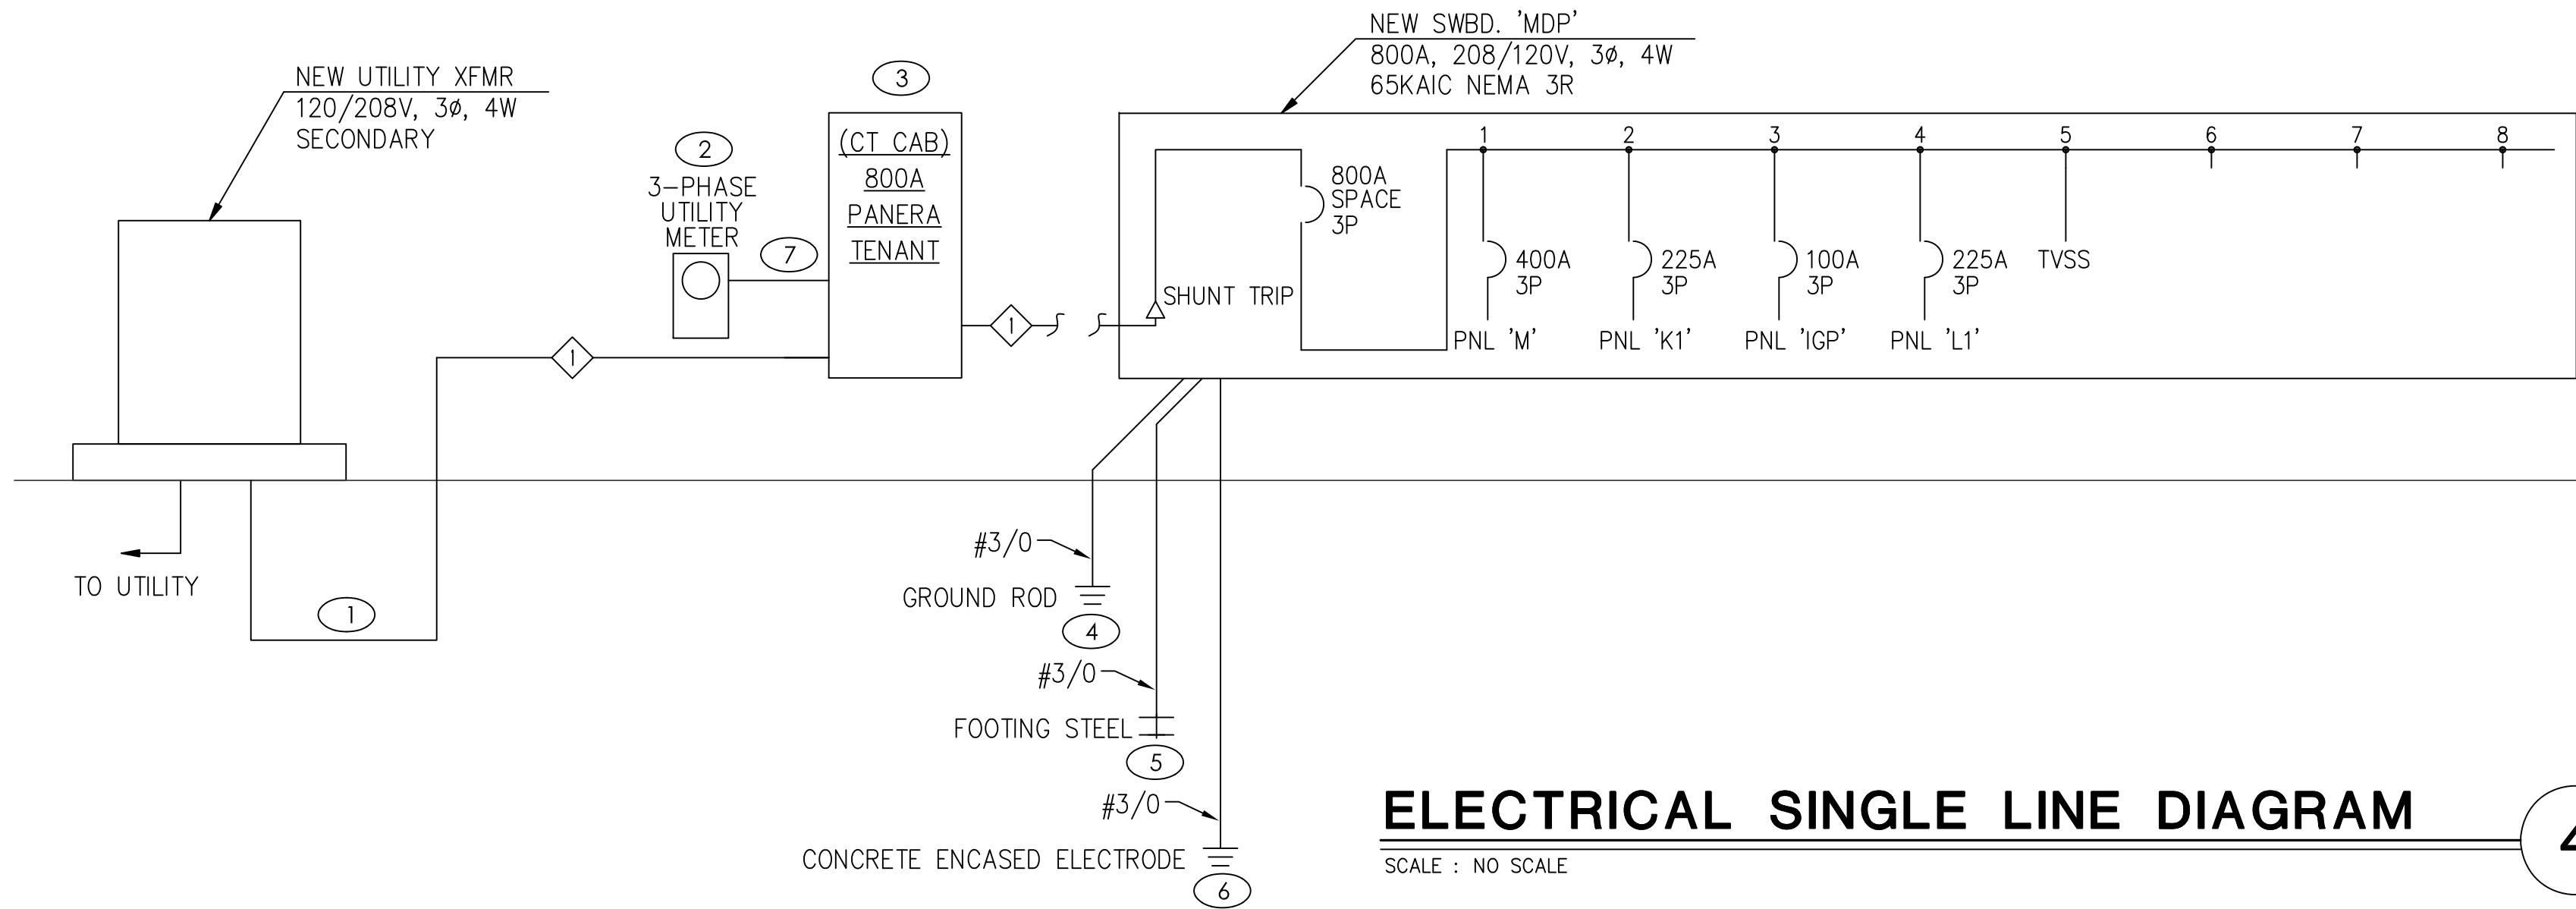 NEW UTILITY XFMR
120/208V, 3ø, 4W
SECONDARY
TO UTILITY
1
1
2
3-PHASE
UTILITY
METER
7
3
(CT CAB)
800A
PANERA
TENANT
1
NEW SWBD. 'MDP'
800A, 208/120V, 3ø, 4W
65KAIC NEMA 3R
SHUNT TRIP
800A
SPACE
3P
1 2 3 4 5 6 7 8
400A
3P
PNL 'M'
225A
3P
PNL 'K1'
100A
3P
PNL 'IGP'
225A
3P
PNL 'L1'
TVSS
#3/0
GROUND ROD
4
#3/0
FOOTING STEEL
5
#3/0
CONCRETE ENCASED ELECTRODE
6
ELECTRICAL SINGLE LINE DIAGRAM
SCALE : NO SCALE